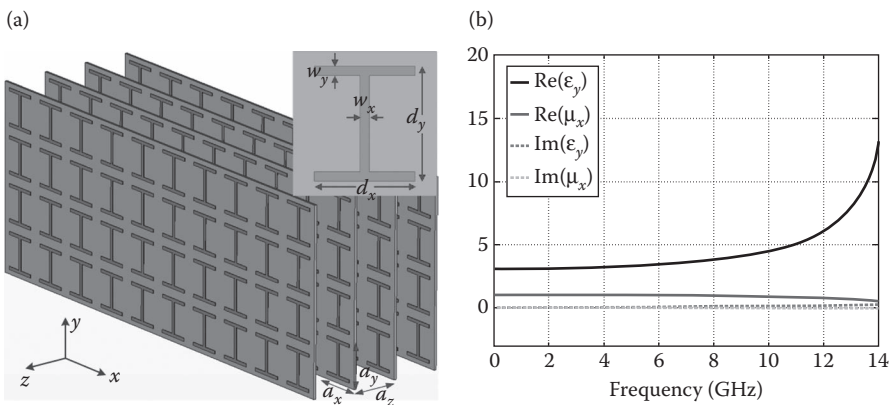 (a)
w_y
w_x
d_y
d_x
y
z
x
a_y
a_x
a_z
(b)
20
15
10
5
0
Re(ε_y)
Re(μ_x)
Im(ε_y)
Im(μ_x)
0 2 4 6 8 10 12 14
Frequency (GHz)